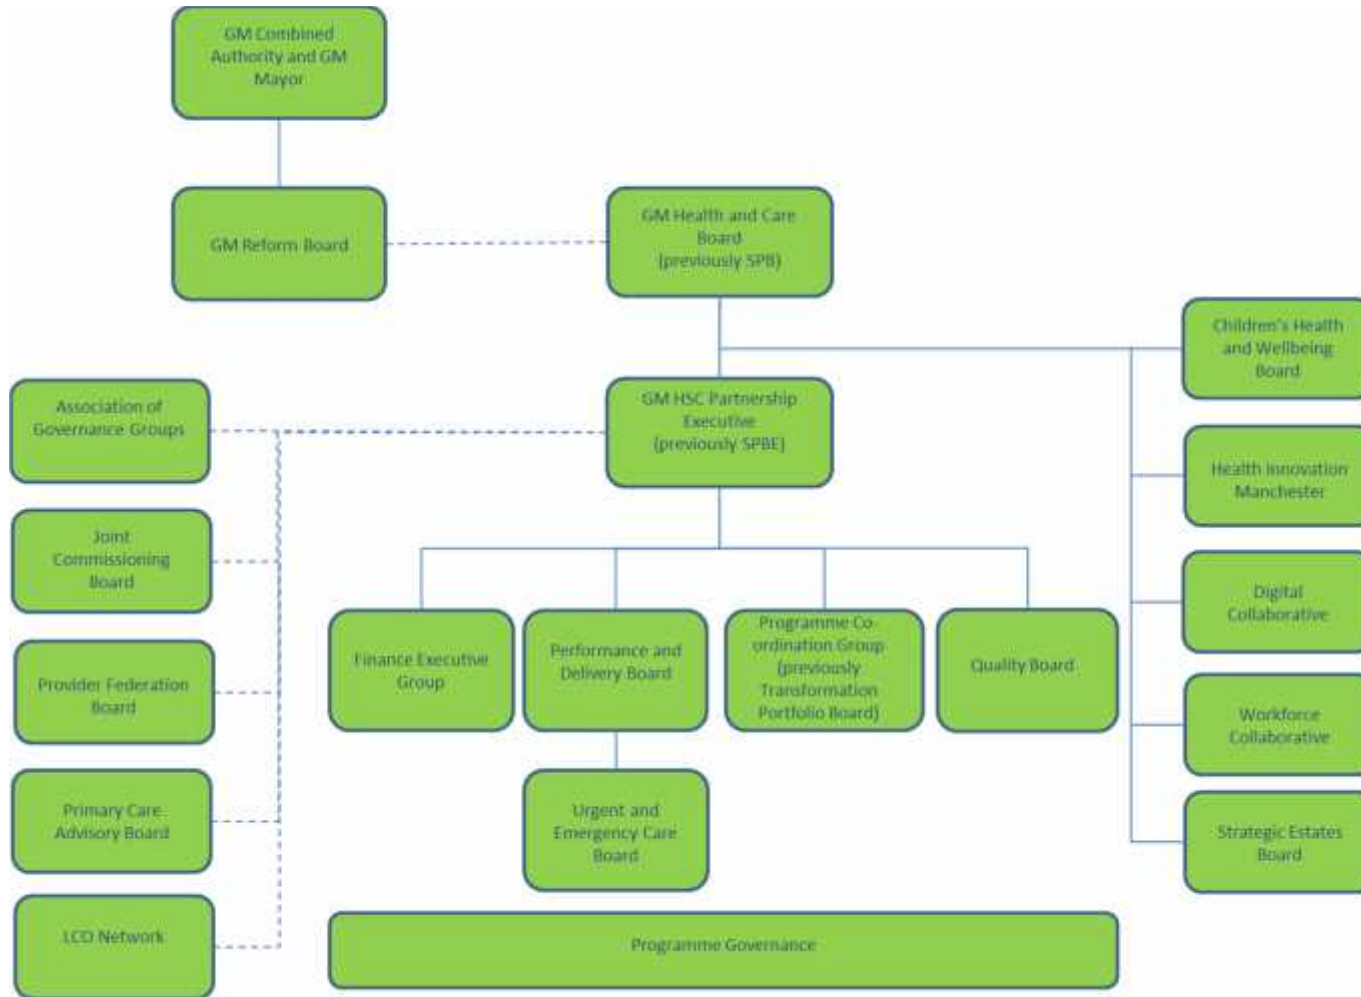 GM Combined
Authority and GM
Mayor
GM Reform Board
GM Health and Care
Board
(previously SPB)
Children's Health
and Wellbeing
Board
Association of
Governance Groups
GM HSC Partnership
Executive
(previously SPBE)
Health Innovation
Manchester
Joint
Commissioning
Board
Digital
Collaborative
Finance Executive
Group
Performance and
Delivery Board
Programme Co-
ordination Group
(previously
Transformation
Portfolio Board)
Quality Board
Provider Federation
Board
Workforce
Collaborative
Primary Care
Advisory Board
Urgent and
Emergency Care
Board
Strategic Estates
Board
LCO Network
Programme Governance